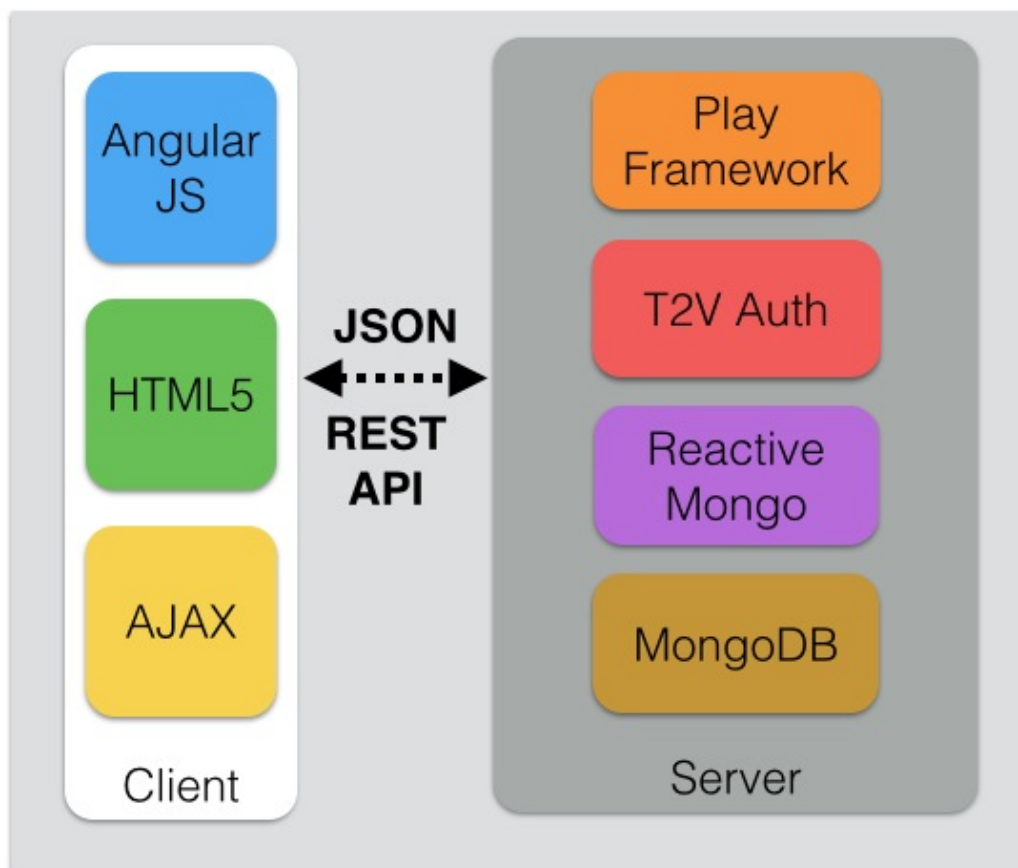 Angular
JS
HTML5
AJAX
Client
JSON
REST
API
Play
Framework
T2V Auth
Reactive
Mongo
MongoDB
Server